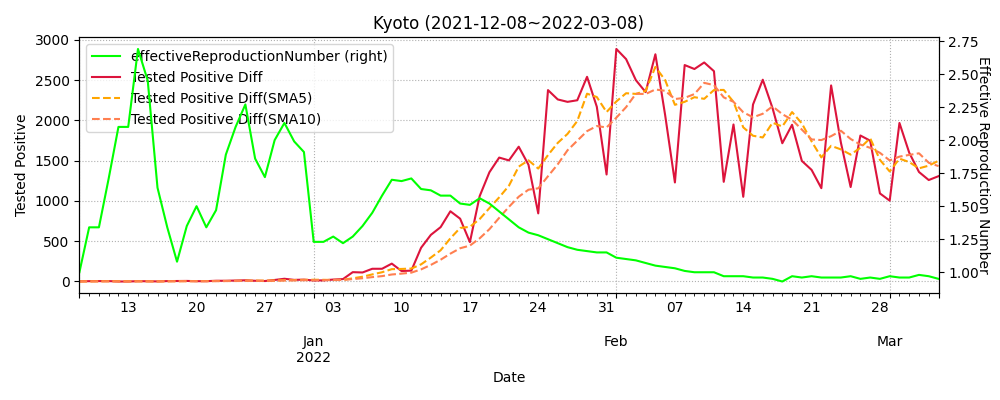 Kyoto (2021-12-08~2022-03-08)
effectiveReproductionNumber (right)
Tested Positive Diff
Tested Positive Diff(SMA5)
Tested Positive Diff(SMA10)
Tested Positive
3000
2500
2000
1500
1000
500
0
2.75
2.50
2.25
2.00
1.75
1.50
1.25
1.00
Effective Reproduction Number
13 20 27 03 10 17 24 31 07 14 21 28
Jan Feb Mar
2022
Date